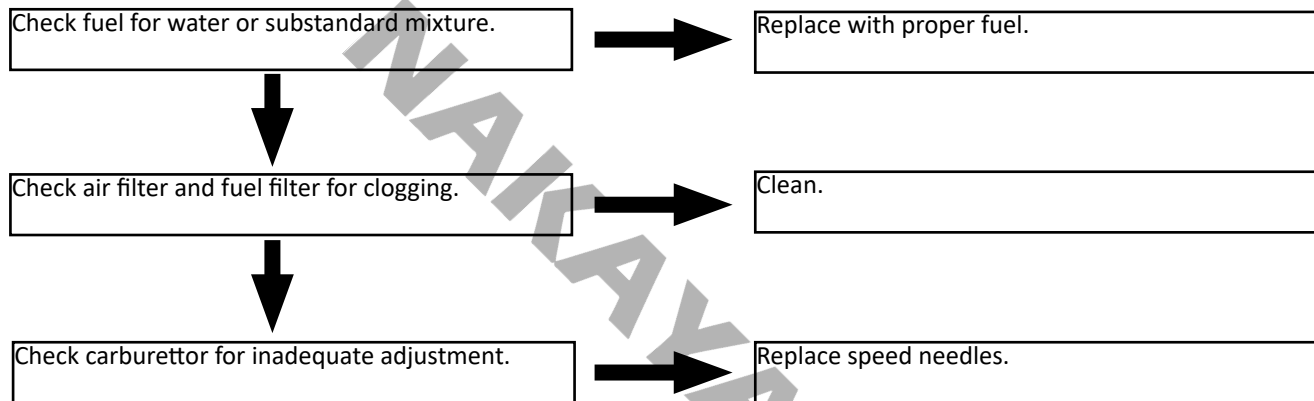 Check fuel for water or substandard mixture.
Replace with proper fuel.
Check air filter and fuel filter for clogging.
Clean.
Check carburettor for inadequate adjustment.
Replace speed needles.
NAKAYA